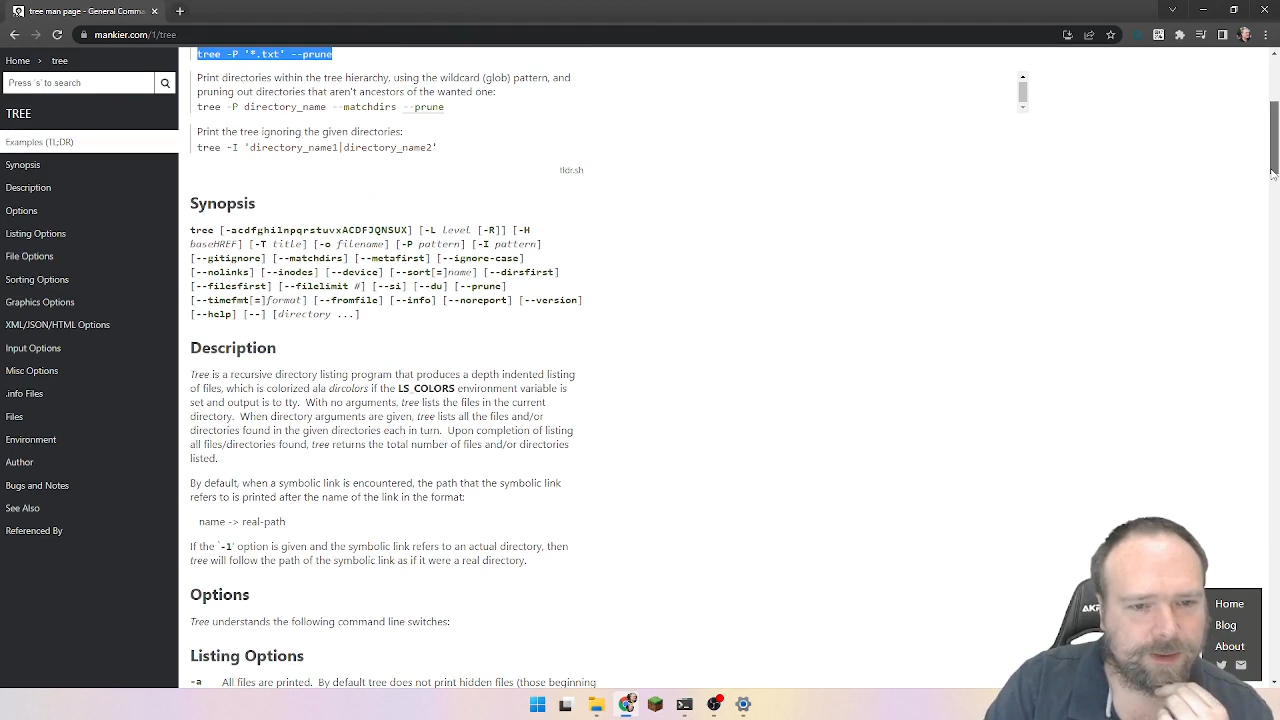 tree man page - General Comma
mankier.com/1/tree
Home > tree
Press 's' to search
TREE
Examples (TL;DR)
Synopsis
Description
Options
Listing Options
File Options
Sorting Options
Graphics Options
XML/JSON/HTML Options
Input Options
Misc Options
.info Files
Files
Environment
Author
Bugs and Notes
See Also
Referenced By
tree -P '*.txt' --prune
Print directories within the tree hierarchy, using the wildcard (glob) pattern, and
pruning out directories that aren't ancestors of the wanted one:
tree -P directory_name --matchdirs --prune
Print the tree ignoring the given directories:
tree -I 'directory_name1|directory_name2'
tldr.sh
Synopsis
tree [-acdfghilnpqrstuvxACDFJQNSUX] [-L level [-R]] [-H
baseHREF] [-T title] [-o filename] [-P pattern] [-I pattern]
[--gitignore] [--matchdirs] [--metafirst] [--ignore-case]
[--nolinks] [--inodes] [--device] [--sort[=]name] [--dirsfirst]
[--filesfirst] [--filelimit #] [--si] [--du] [--prune]
[--timefmt[=]format] [--fromfile] [--info] [--noreport] [--version]
[--help] [--] [directory ...]
Description
Tree is a recursive directory listing program that produces a depth indented listing
of files, which is colorized ala dircolors if the LS_COLORS environment variable is
set and output is to tty. With no arguments, tree lists the files in the current
directory. When directory arguments are given, tree lists all the files and/or
directories found in the given directories each in turn. Upon completion of listing
all files/directories found, tree returns the total number of files and/or directories
listed.
By default, when a symbolic link is encountered, the path that the symbolic link
refers to is printed after the name of the link in the format:
name -> real-path
If the `-l' option is given and the symbolic link refers to an actual directory, then
tree will follow the path of the symbolic link as if it were a real directory.
Options
Tree understands the following command line switches:
Listing Options
-a All files are printed. By default tree does not print hidden files (those beginning
Home
Blog
About